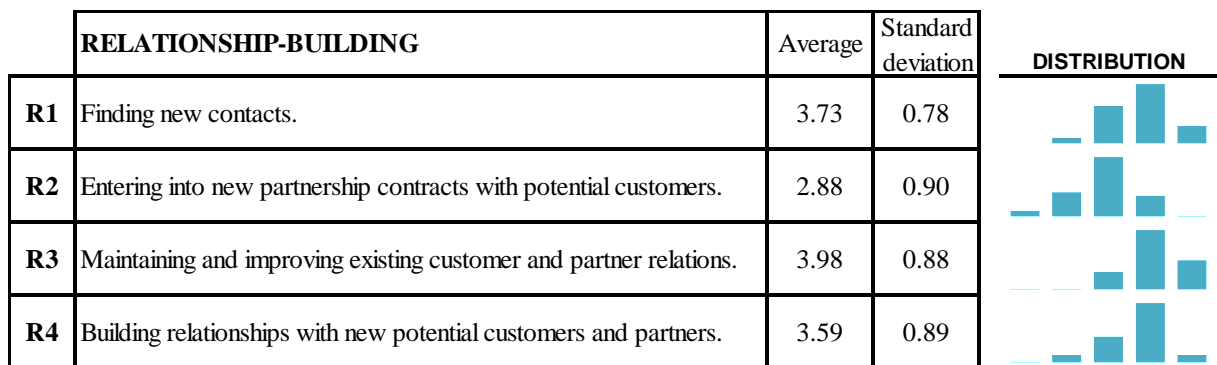 RELATIONSHIP-BUILDING Average Standard deviation DISTRIBUTION
R1 Finding new contacts. 3.73 0.78
R2 Entering into new partnership contracts with potential customers. 2.88 0.90
R3 Maintaining and improving existing customer and partner relations. 3.98 0.88
R4 Building relationships with new potential customers and partners. 3.59 0.89